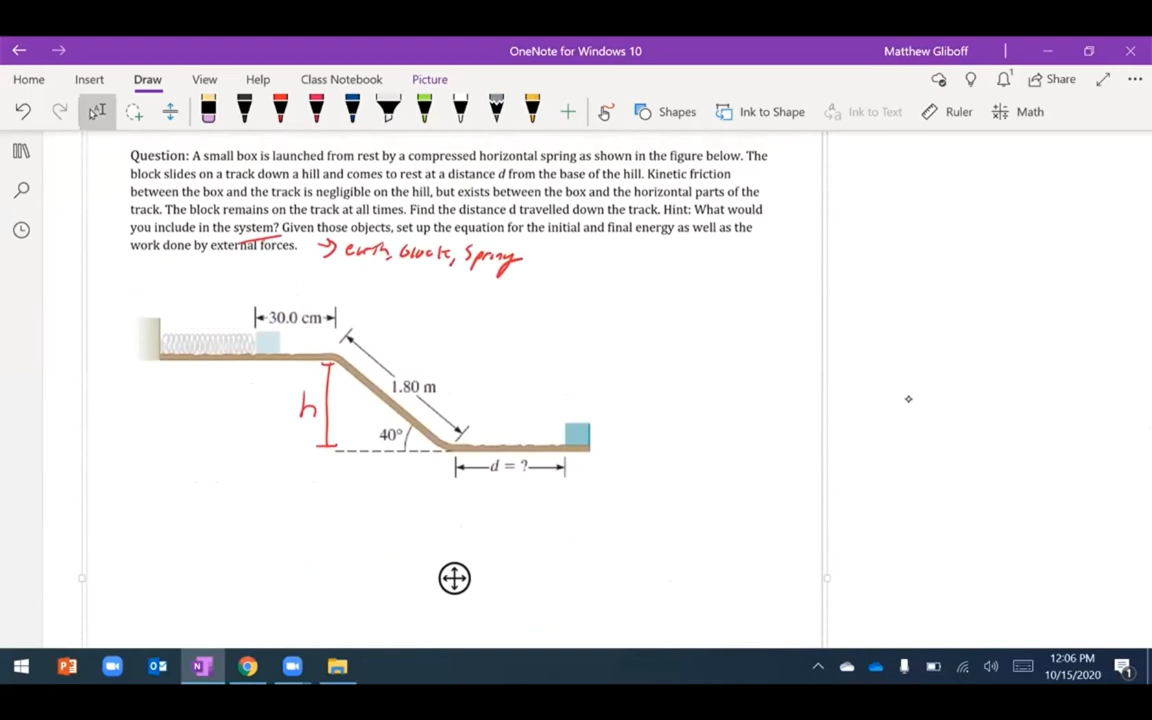 OneNote for Windows 10
Matthew Gliboff
Home Insert Draw View Help Class Notebook Picture
Share
Shapes Ink to Shape Ink to Text Ruler Math
Question: A small box is launched from rest by a compressed horizontal spring as shown in the figure below. The
block slides on a track down a hill and comes to rest at a distance d from the base of the hill. Kinetic friction
between the box and the track is negligible on the hill, but exists between the box and the horizontal parts of the
track. The block remains on the track at all times. Find the distance d travelled down the track. Hint: What would
you include in the system? Given those objects, set up the equation for the initial and final energy as well as the
work done by external forces.
→ earth, block, spring
30.0 cm
1.80 m
h
40°
d = ?
12:06 PM
10/15/2020